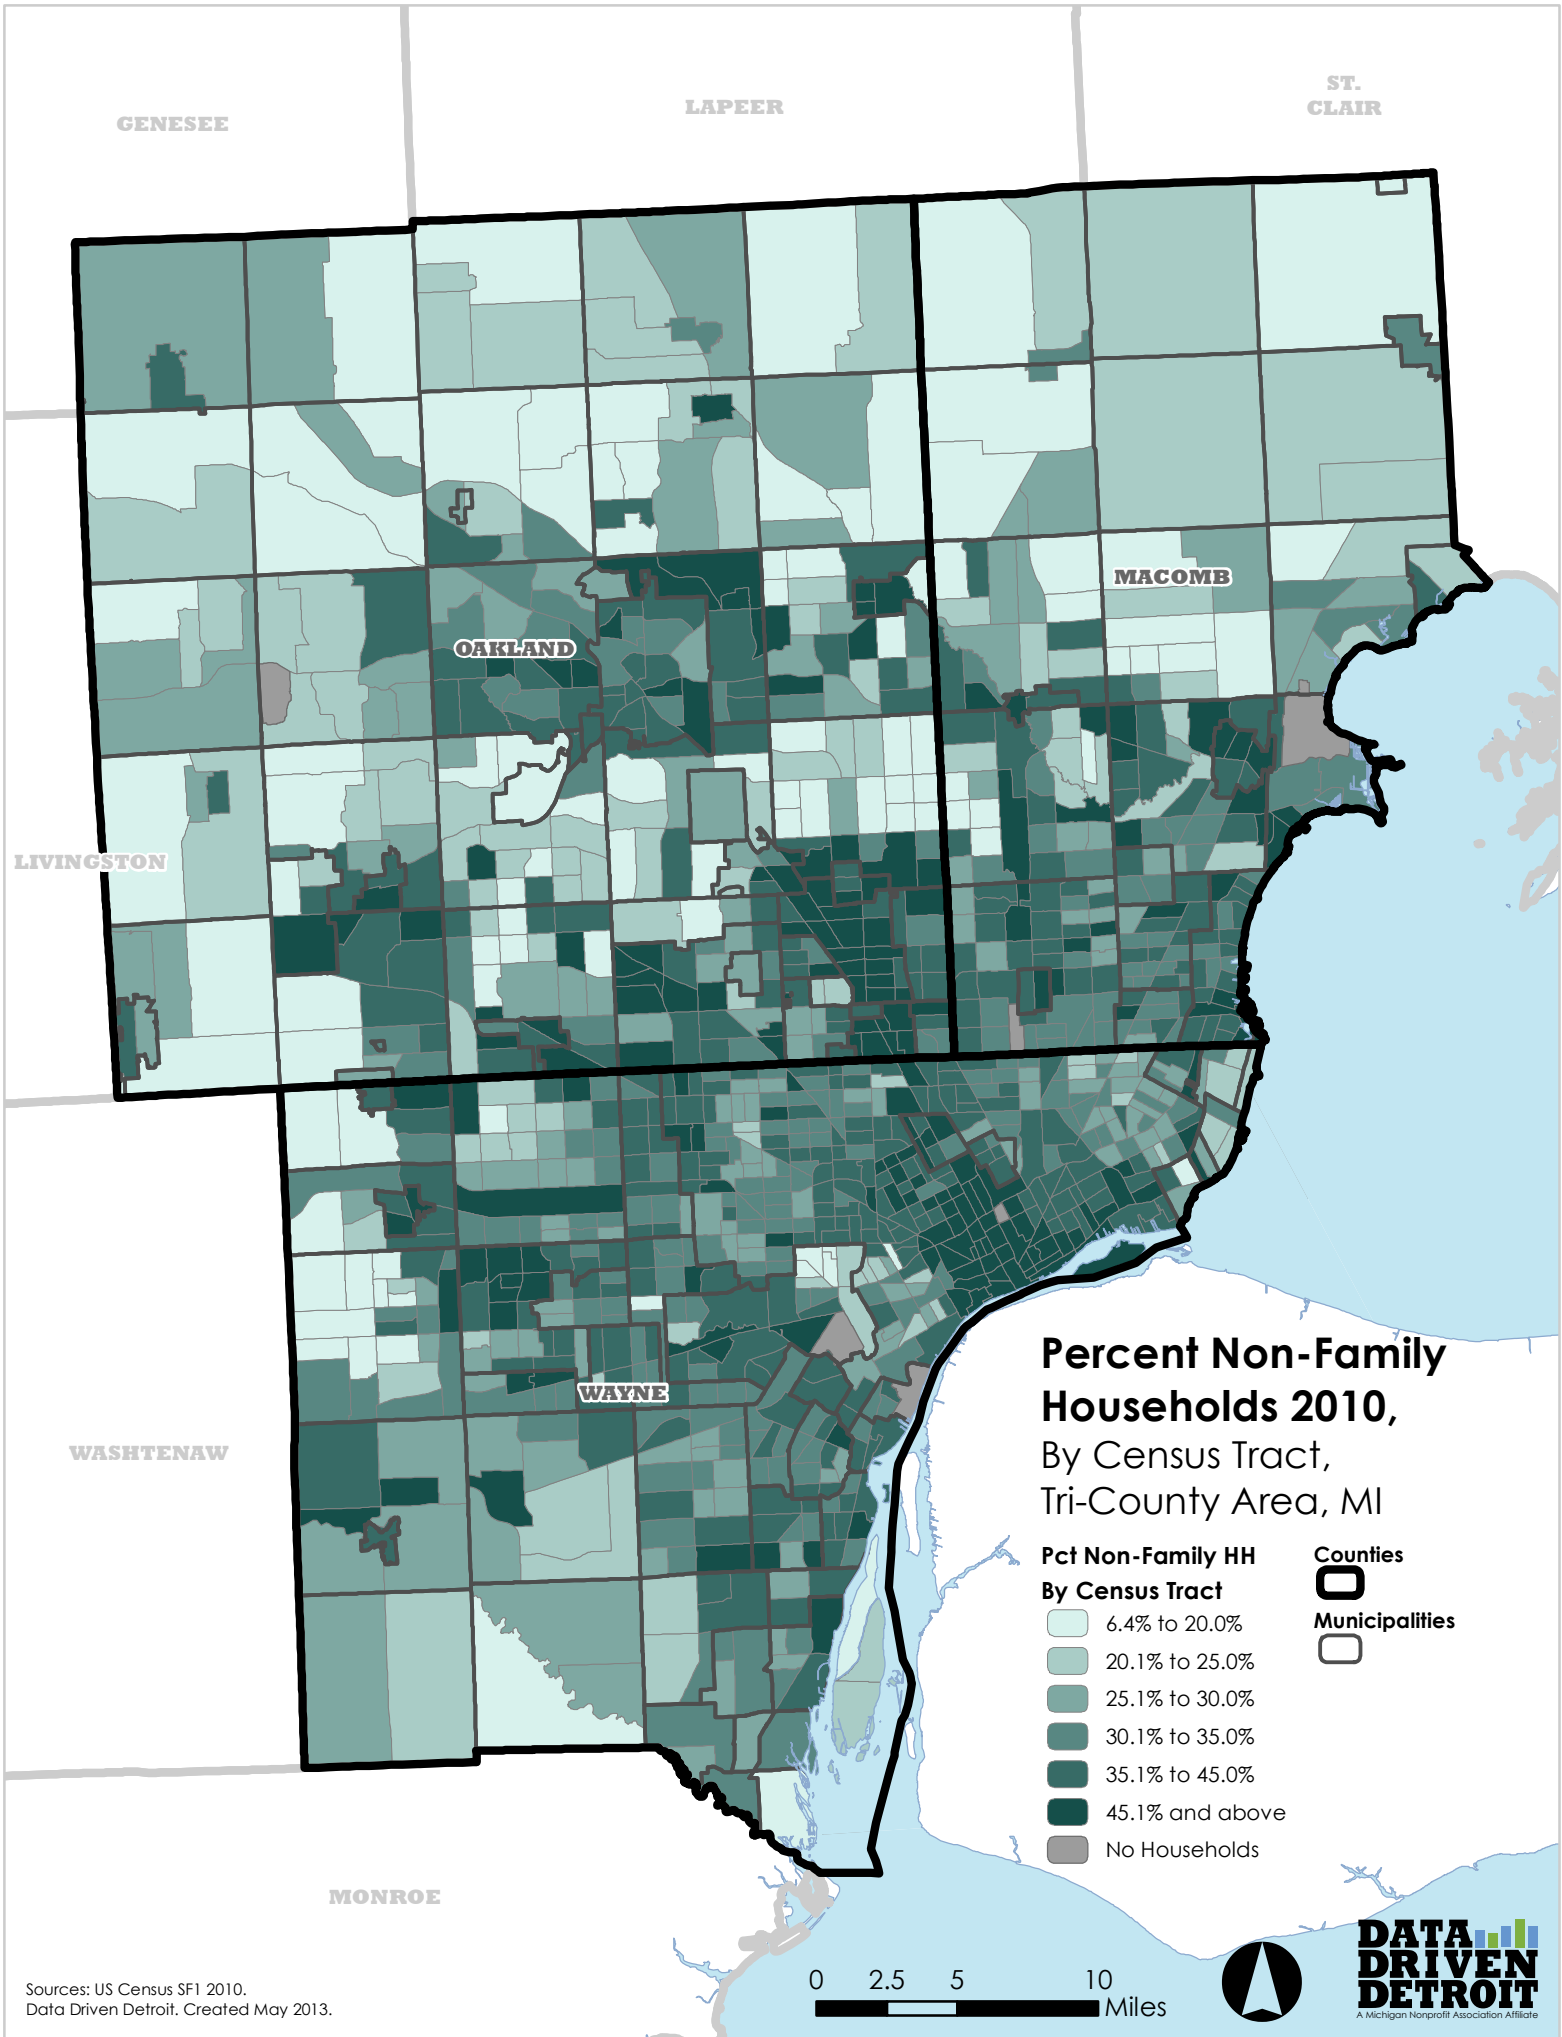 GENESEE
LAPEER
ST.
CLAIR
MACOMB
OAKLAND
LIVINGSTON
WAYNE
WASHTENAW
MONROE
Percent Non-Family
Households 2010,
By Census Tract,
Tri-County Area, MI
Pct Non-Family HH
By Census Tract
6.4% to 20.0%
20.1% to 25.0%
25.1% to 30.0%
30.1% to 35.0%
35.1% to 45.0%
45.1% and above
No Households
Counties
Municipalities
Sources: US Census SF1 2010.
Data Driven Detroit. Created May 2013.
0 2.5 5 10
Miles
DATA
DRIVEN
DETROIT
A Michigan Nonprofit Association Affiliate